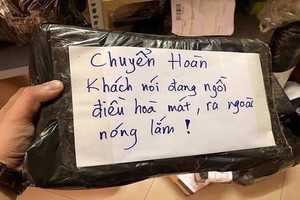 Chuyển Hoàn
Khách nói đang ngồi
điều hoà mát, ra ngoài
nóng lắm !